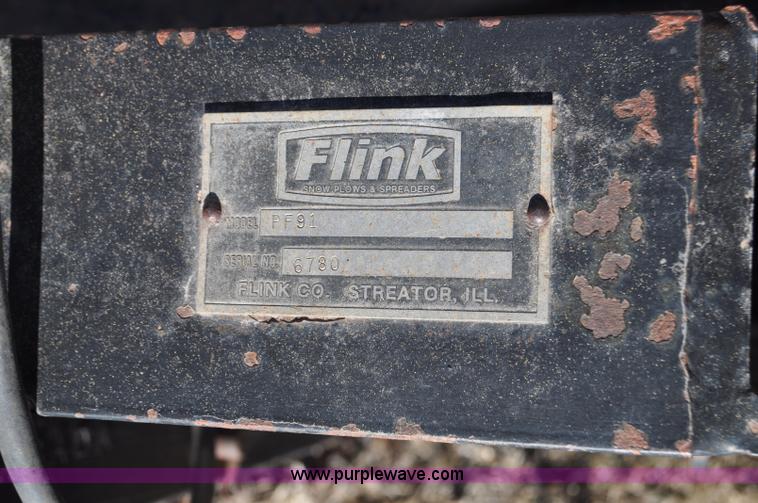 Flink
SNOW PLOWS & SPREADERS
MODEL PF91
SERIAL NO. 6780
FLINK CO. STREATOR, ILL.
www.purplewave.com